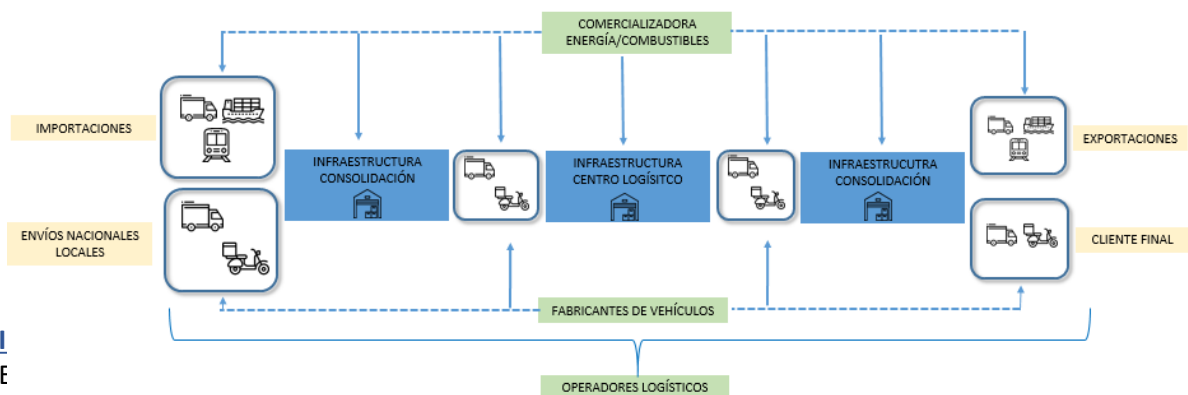 COMERCIALIZADORA
ENERGÍA/COMBUSTIBLES
IMPORTACIONES
EXPORTACIONES
INFRAESTRUCTURA
CONSOLIDACIÓN
INFRAESTRUCTURA
CENTRO LOGÍSITCO
INFRAESTRUCUTRA
CONSOLIDACIÓN
ENVÍOS NACIONALES
LOCALES
CLIENTE FINAL
FABRICANTES DE VEHÍCULOS
OPERADORES LOGÍSTICOS